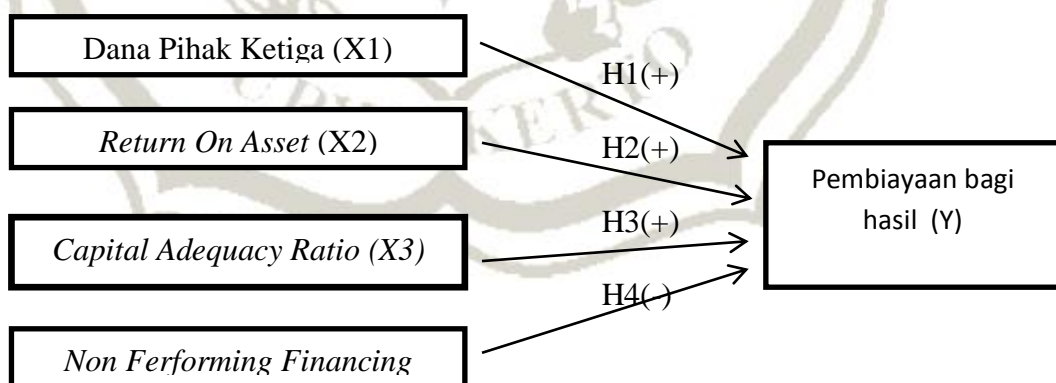 Dana Pihak Ketiga (X1)
H1(+)
Return On Asset (X2)
H2(+)
Pembiayaan bagi
hasil (Y)
H3(+)
Capital Adequacy Ratio (X3)
H4(-)
Non Ferforming Financing